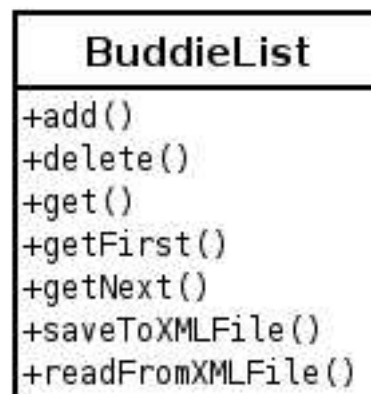 BuddieList
+add()
+delete()
+get()
+getFirst()
+getNext()
+saveToXMLFile()
+readFromXMLFile()